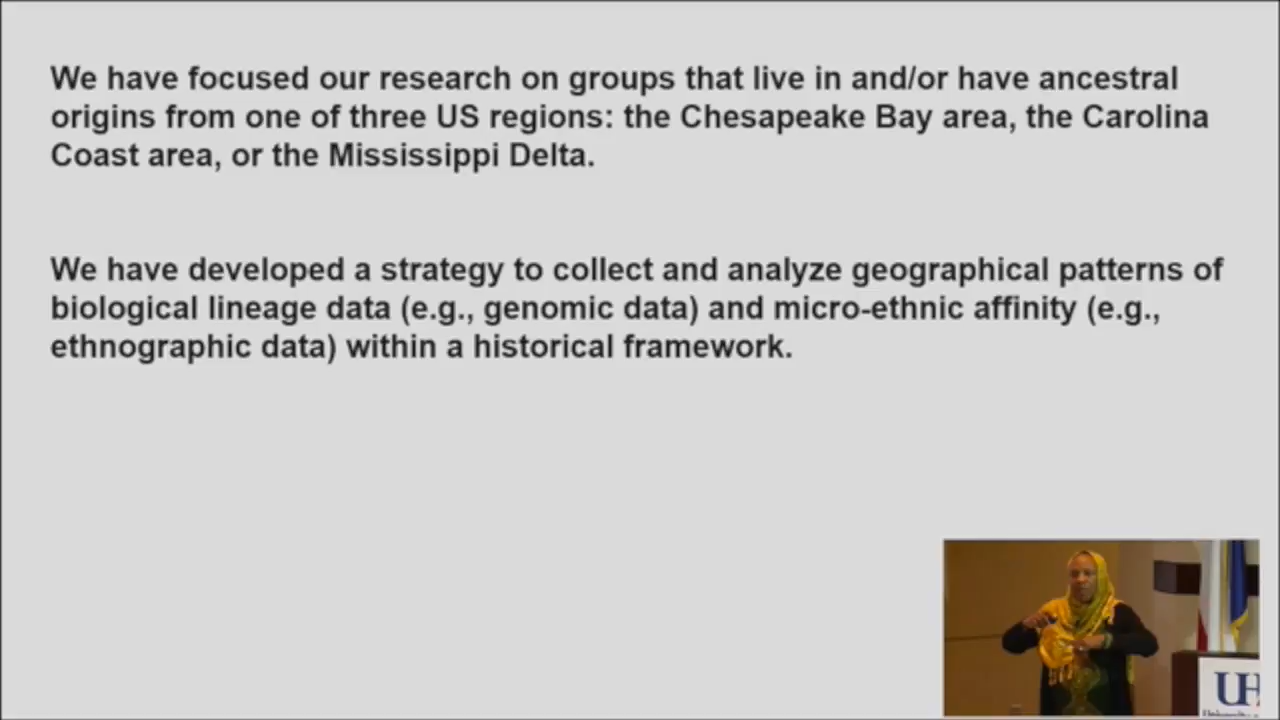 We have focused our research on groups that live in and/or have ancestral
origins from one of three US regions: the Chesapeake Bay area, the Carolina
Coast area, or the Mississippi Delta.
We have developed a strategy to collect and analyze geographical patterns of
biological lineage data (e.g., genomic data) and micro-ethnic affinity (e.g.,
ethnographic data) within a historical framework.
UH